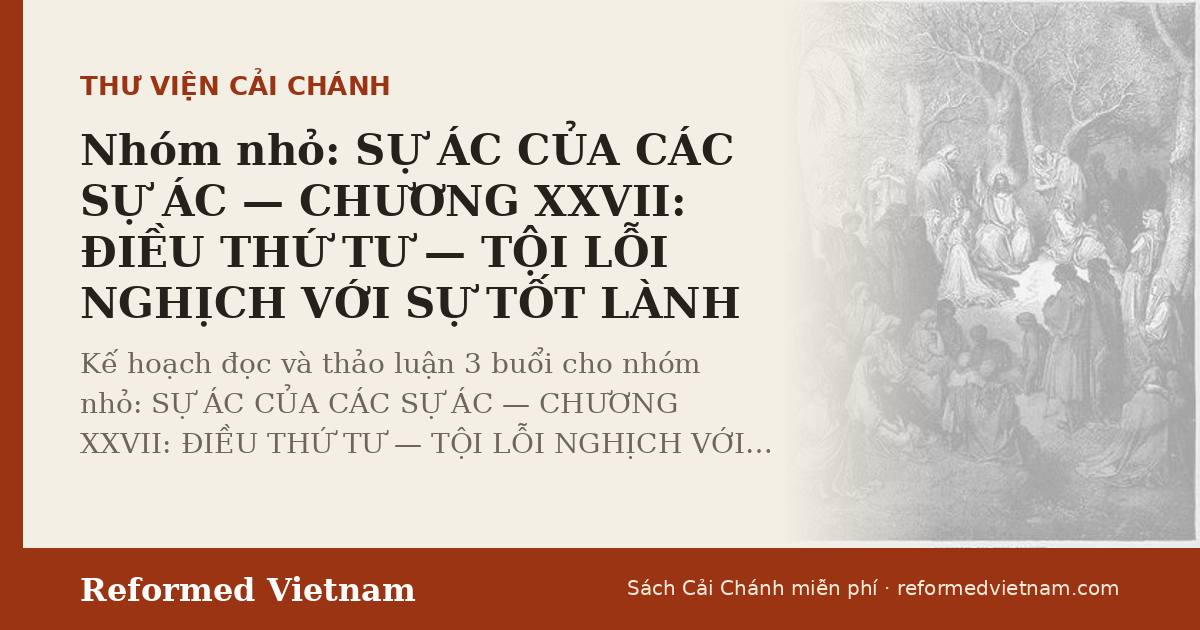 THƯ VIỆN CẢI CHÁNH
Nhóm nhỏ: SỰ ÁC CỦA CÁC
SỰ ÁC — CHƯƠNG XXVII:
ĐIỀU THỨ TƯ — TỘI LỖI
NGHỊCH VỚI SỰ TỐT LÀNH
Kế hoạch đọc và thảo luận 3 buổi cho nhóm
nhỏ: SỰ ÁC CỦA CÁC SỰ ÁC — CHƯƠNG
XXVII: ĐIỀU THỨ TƯ — TỘI LỖI NGHỊCH VỚI...
Reformed Vietnam
Sách Cải Chánh miễn phí · reformedvietnam.com